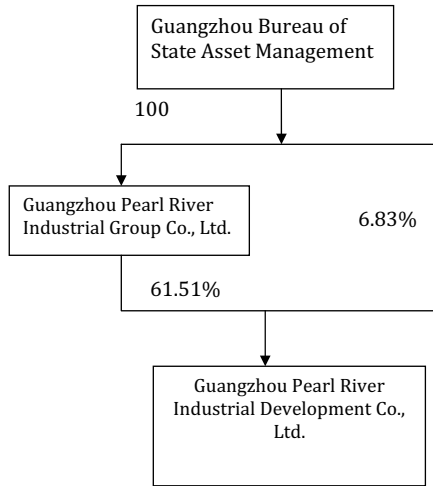 Guangzhou Bureau of
State Asset Management
100
Guangzhou Pearl River
Industrial Group Co., Ltd.
6.83%
61.51%
Guangzhou Pearl River
Industrial Development Co.,
Ltd.